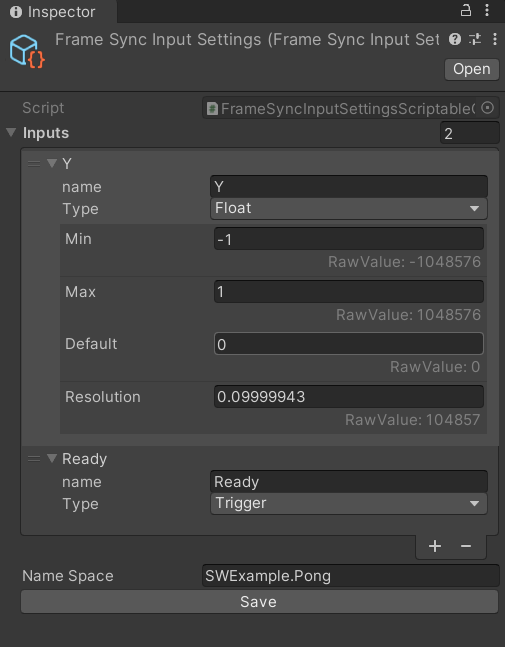 Inspector
Frame Sync Input Settings (Frame Sync Input Set
Open
Script
FrameSyncInputSettingsScriptable
Inputs
2
Y
name
Y
Type
Float
Min
-1
RawValue: -1048576
Max
1
RawValue: 1048576
Default
0
RawValue: 0
Resolution
0.09999943
RawValue: 104857
Ready
name
Ready
Type
Trigger
+
−
Name Space
SWExample.Pong
Save